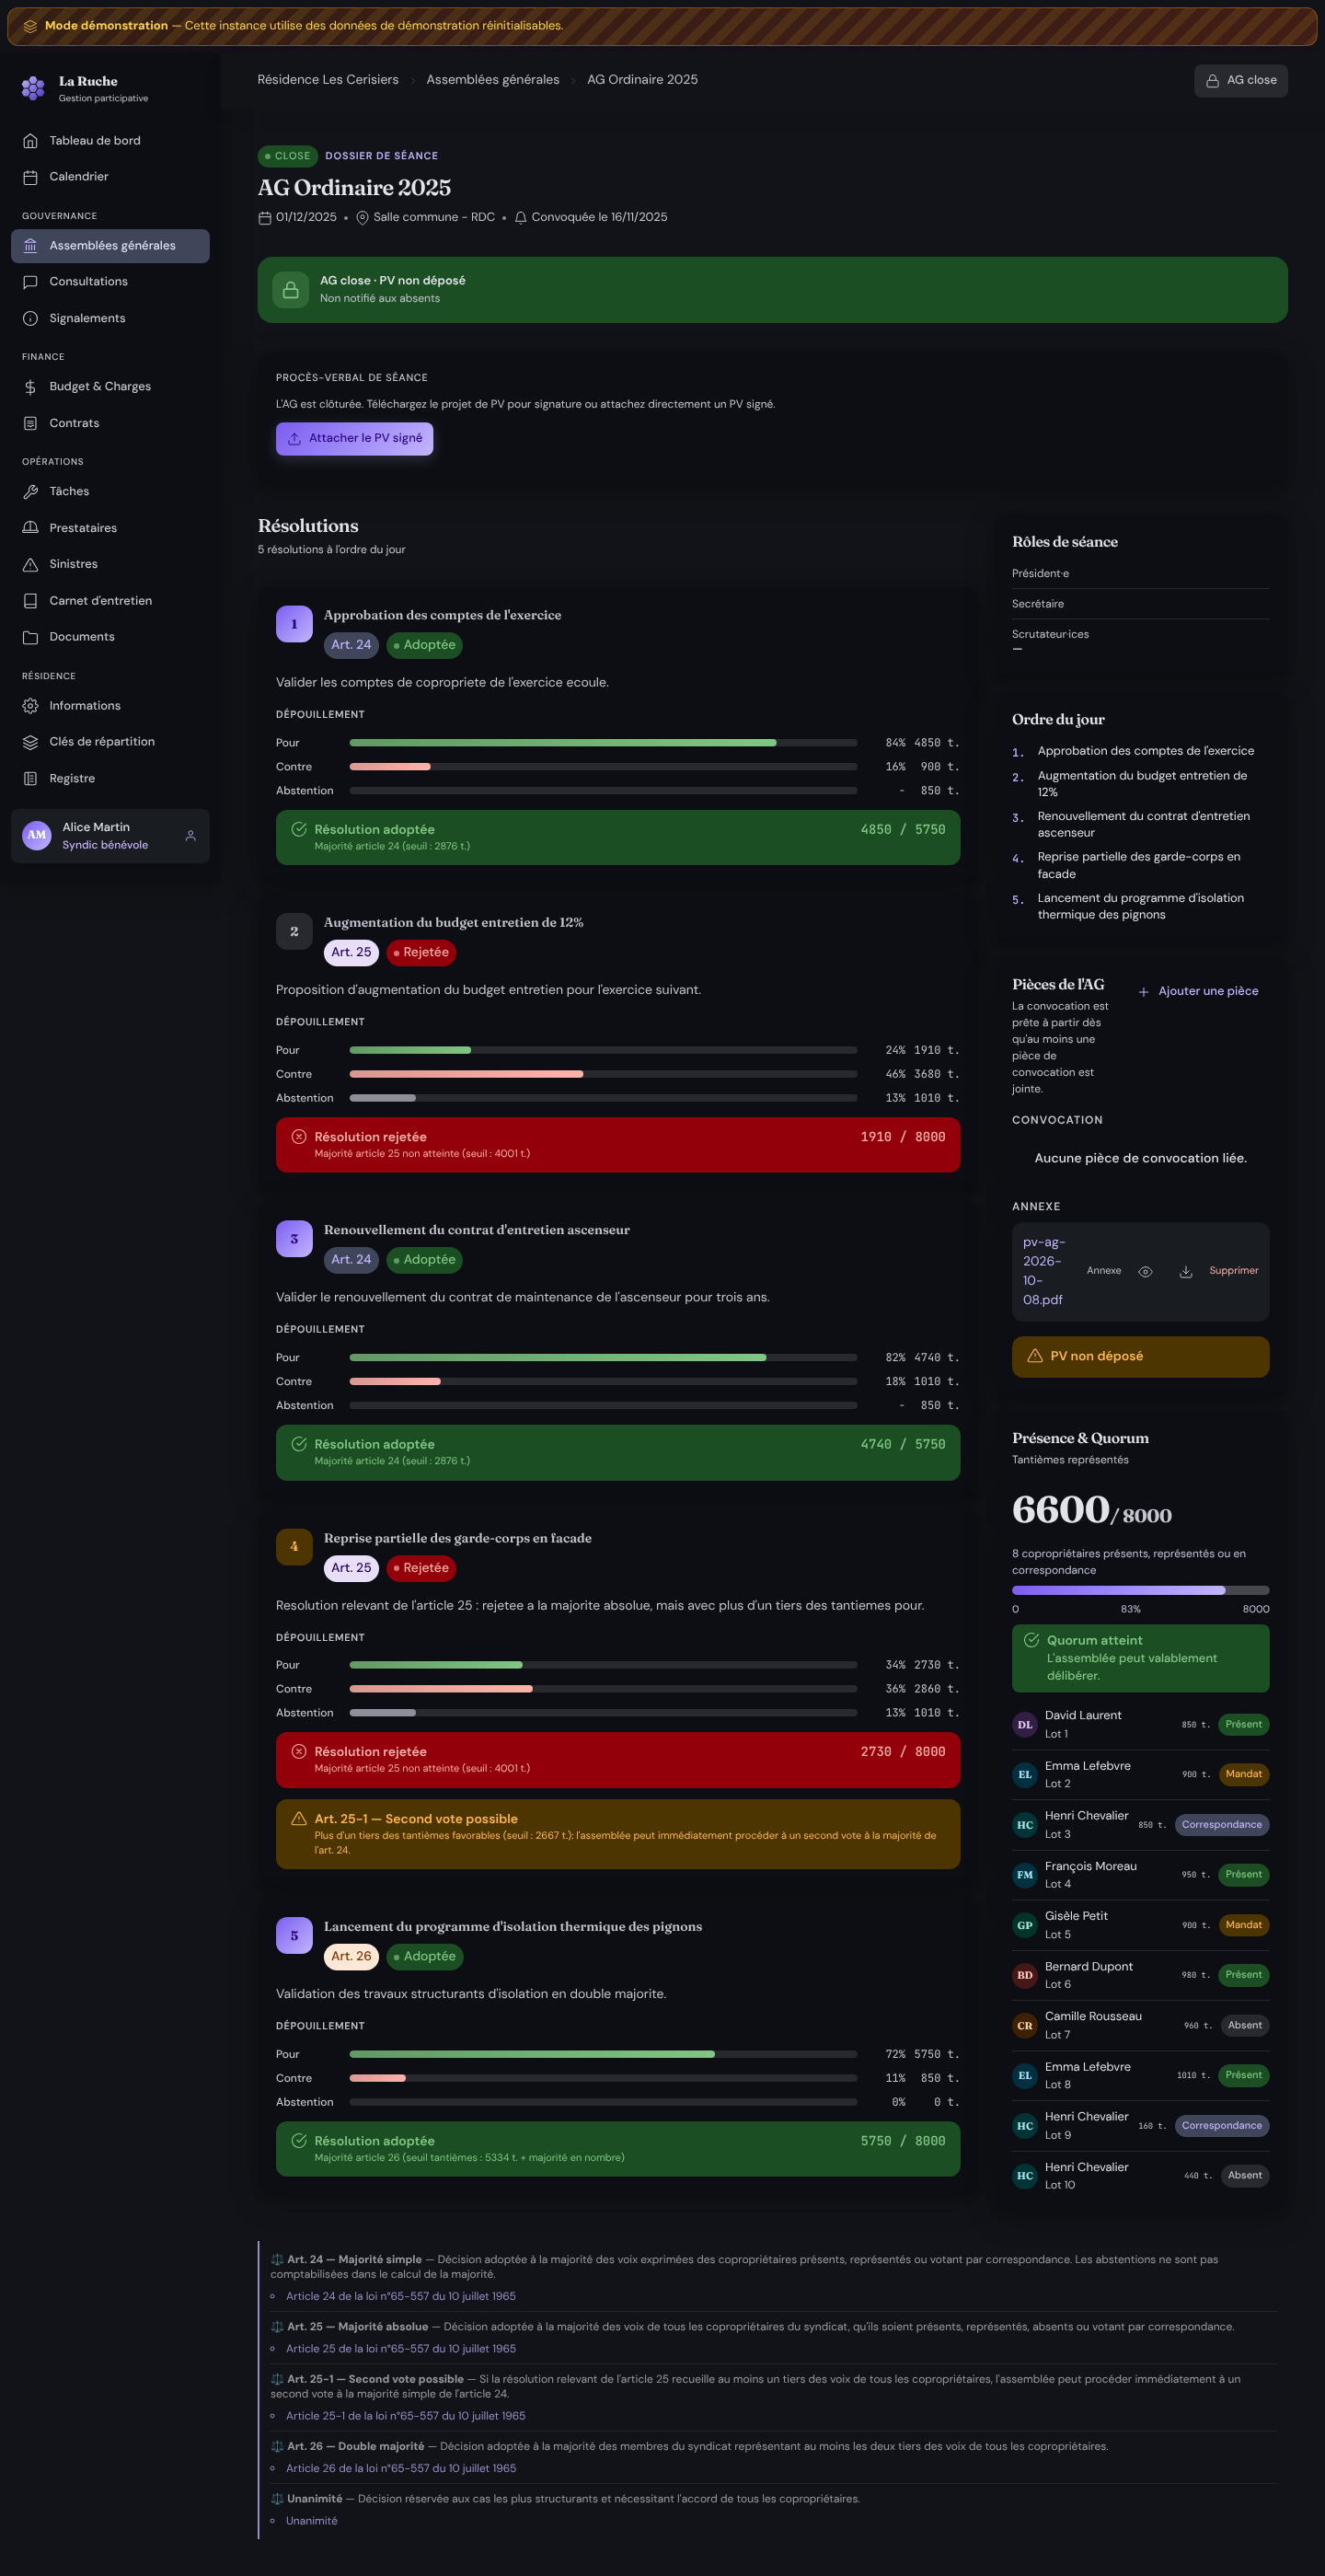 Mode démonstration — Cette instance utilise des données de démonstration réinitialisables.
La Ruche
Gestion participative
Tableau de bord
Calendrier
GOUVERNANCE
Assemblées générales
Consultations
Signalements
FINANCE
Budget & Charges
Contrats
OPÉRATIONS
Tâches
Prestataires
Sinistres
Carnet d'entretien
Documents
RÉSIDENCE
Informations
Clés de répartition
Registre
AM
Alice Martin
Syndic bénévole
Résidence Les Cerisiers > Assemblées générales > AG Ordinaire 2025
AG close
CLOSE DOSSIER DE SÉANCE
AG Ordinaire 2025
01/12/2025 • Salle commune - RDC • Convoquée le 16/11/2025
AG close · PV non déposé
Non notifié aux absents
PROCÈS-VERBAL DE SÉANCE
L'AG est clôturée. Téléchargez le projet de PV pour signature ou attachez directement un PV signé.
Attacher le PV signé
Résolutions
5 résolutions à l'ordre du jour
1 Approbation des comptes de l'exercice
Art. 24 Adoptée
Valider les comptes de copropriete de l'exercice ecoule.
DÉPOUILLEMENT
Pour 84% 4850 t.
Contre 16% 900 t.
Abstention - 850 t.
Résolution adoptée 4850 / 5750
Majorité article 24 (seuil : 2876 t.)
2 Augmentation du budget entretien de 12%
Art. 25 Rejetée
Proposition d'augmentation du budget entretien pour l'exercice suivant.
DÉPOUILLEMENT
Pour 24% 1910 t.
Contre 46% 3680 t.
Abstention 13% 1010 t.
Résolution rejetée 1910 / 8000
Majorité article 25 non atteinte (seuil : 4001 t.)
3 Renouvellement du contrat d'entretien ascenseur
Art. 24 Adoptée
Valider le renouvellement du contrat de maintenance de l'ascenseur pour trois ans.
DÉPOUILLEMENT
Pour 82% 4740 t.
Contre 18% 1010 t.
Abstention - 850 t.
Résolution adoptée 4740 / 5750
Majorité article 24 (seuil : 2876 t.)
4 Reprise partielle des garde-corps en facade
Art. 25 Rejetée
Resolution relevant de l'article 25 : rejetee a la majorite absolue, mais avec plus d'un tiers des tantiemes pour.
DÉPOUILLEMENT
Pour 34% 2730 t.
Contre 36% 2860 t.
Abstention 13% 1010 t.
Résolution rejetée 2730 / 8000
Majorité article 25 non atteinte (seuil : 4001 t.)
Art. 25-1 — Second vote possible
Plus d'un tiers des tantièmes favorables (seuil : 2667 t.): l'assemblée peut immédiatement procéder à un second vote à la majorité de
l'art. 24.
5 Lancement du programme d'isolation thermique des pignons
Art. 26 Adoptée
Validation des travaux structurants d'isolation en double majorite.
DÉPOUILLEMENT
Pour 72% 5750 t.
Contre 11% 850 t.
Abstention 0% 0 t.
Résolution adoptée 5750 / 8000
Majorité article 26 (seuil tantièmes : 5334 t. + majorité en nombre)
Rôles de séance
Président·e
Secrétaire
Scrutateur·ices
—
Ordre du jour
1. Approbation des comptes de l'exercice
2. Augmentation du budget entretien de
12%
3. Renouvellement du contrat d'entretien
ascenseur
4. Reprise partielle des garde-corps en
facade
5. Lancement du programme d'isolation
thermique des pignons
Pièces de l'AG
Ajouter une pièce
La convocation est
prête à partir dès
qu'au moins une
pièce de
convocation est
jointe.
CONVOCATION
Aucune pièce de convocation liée.
ANNEXE
pv-ag-
2026-
10-
08.pdf
Annexe
Supprimer
PV non déposé
Présence & Quorum
Tantièmes représentés
6600/ 8000
8 copropriétaires présents, représentés ou en
correspondance
0 83% 8000
Quorum atteint
L'assemblée peut valablement
délibérer.
DL David Laurent 850 t. Présent
Lot 1
EL Emma Lefebvre 900 t. Mandat
Lot 2
HC Henri Chevalier 850 t. Correspondance
Lot 3
FM François Moreau 950 t. Présent
Lot 4
GP Gisèle Petit 900 t. Mandat
Lot 5
BD Bernard Dupont 980 t. Présent
Lot 6
CR Camille Rousseau 960 t. Absent
Lot 7
EL Emma Lefebvre 1010 t. Présent
Lot 8
HC Henri Chevalier 160 t. Correspondance
Lot 9
HC Henri Chevalier 440 t. Absent
Lot 10
Art. 24 — Majorité simple — Décision adoptée à la majorité des voix exprimées des copropriétaires présents, représentés ou votant par correspondance. Les abstentions ne sont pas
comptabilisées dans le calcul de la majorité.
Article 24 de la loi n°65-557 du 10 juillet 1965
Art. 25 — Majorité absolue — Décision adoptée à la majorité des voix de tous les copropriétaires du syndicat, qu'ils soient présents, représentés, absents ou votant par correspondance.
Article 25 de la loi n°65-557 du 10 juillet 1965
Art. 25-1 — Second vote possible — Si la résolution relevant de l'article 25 recueille au moins un tiers des voix de tous les copropriétaires, l'assemblée peut procéder immédiatement à un
second vote à la majorité simple de l'article 24.
Article 25-1 de la loi n°65-557 du 10 juillet 1965
Art. 26 — Double majorité — Décision adoptée à la majorité des membres du syndicat représentant au moins les deux tiers des voix de tous les copropriétaires.
Article 26 de la loi n°65-557 du 10 juillet 1965
Unanimité — Décision réservée aux cas les plus structurants et nécessitant l'accord de tous les copropriétaires.
Unanimité